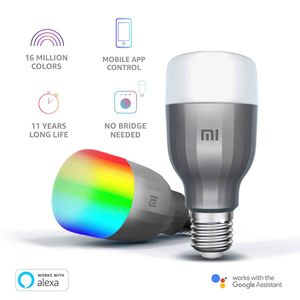 16 MILLION
COLORS
MOBILE APP
CONTROL
11 YEARS
LONG LIFE
NO BRIDGE
NEEDED
mi
WORKS WITH
alexa
works with the
Google Assistant